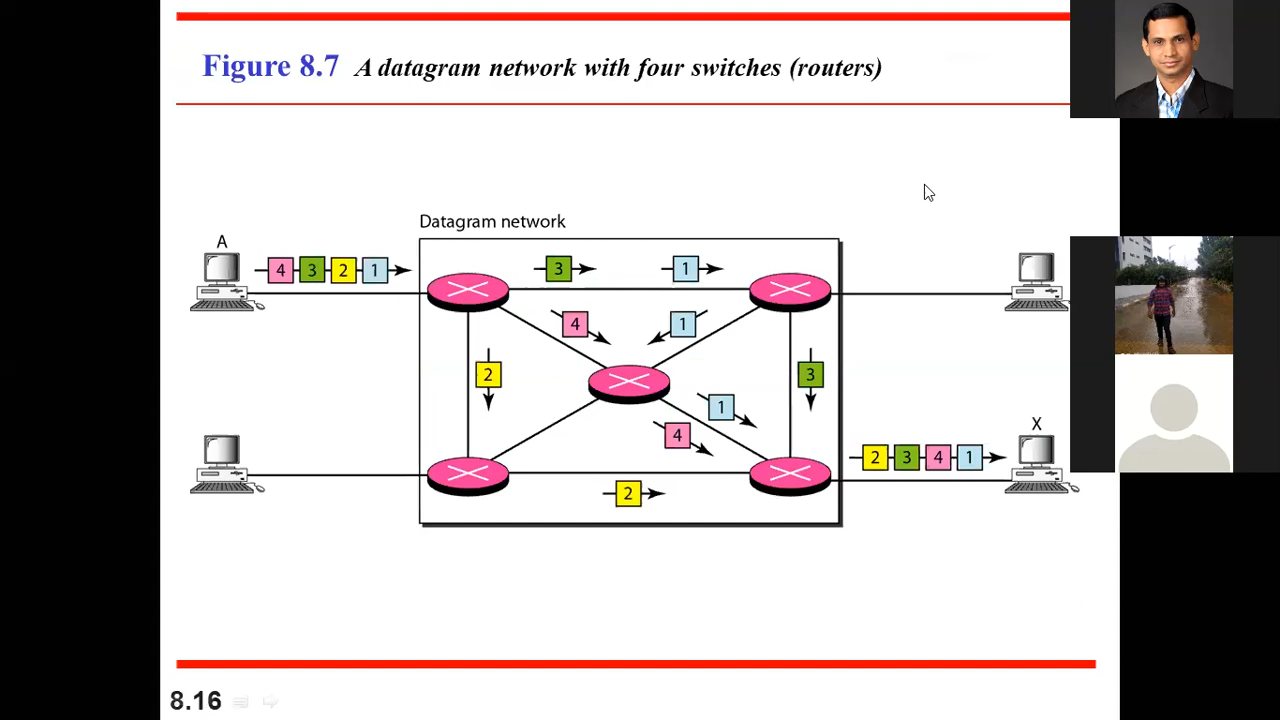 Figure 8.7 A datagram network with four switches (routers)
Datagram network
A
4 3 2 1
3
1
4
1
2
3
1
4
X
2 3 4 1
2
8.16